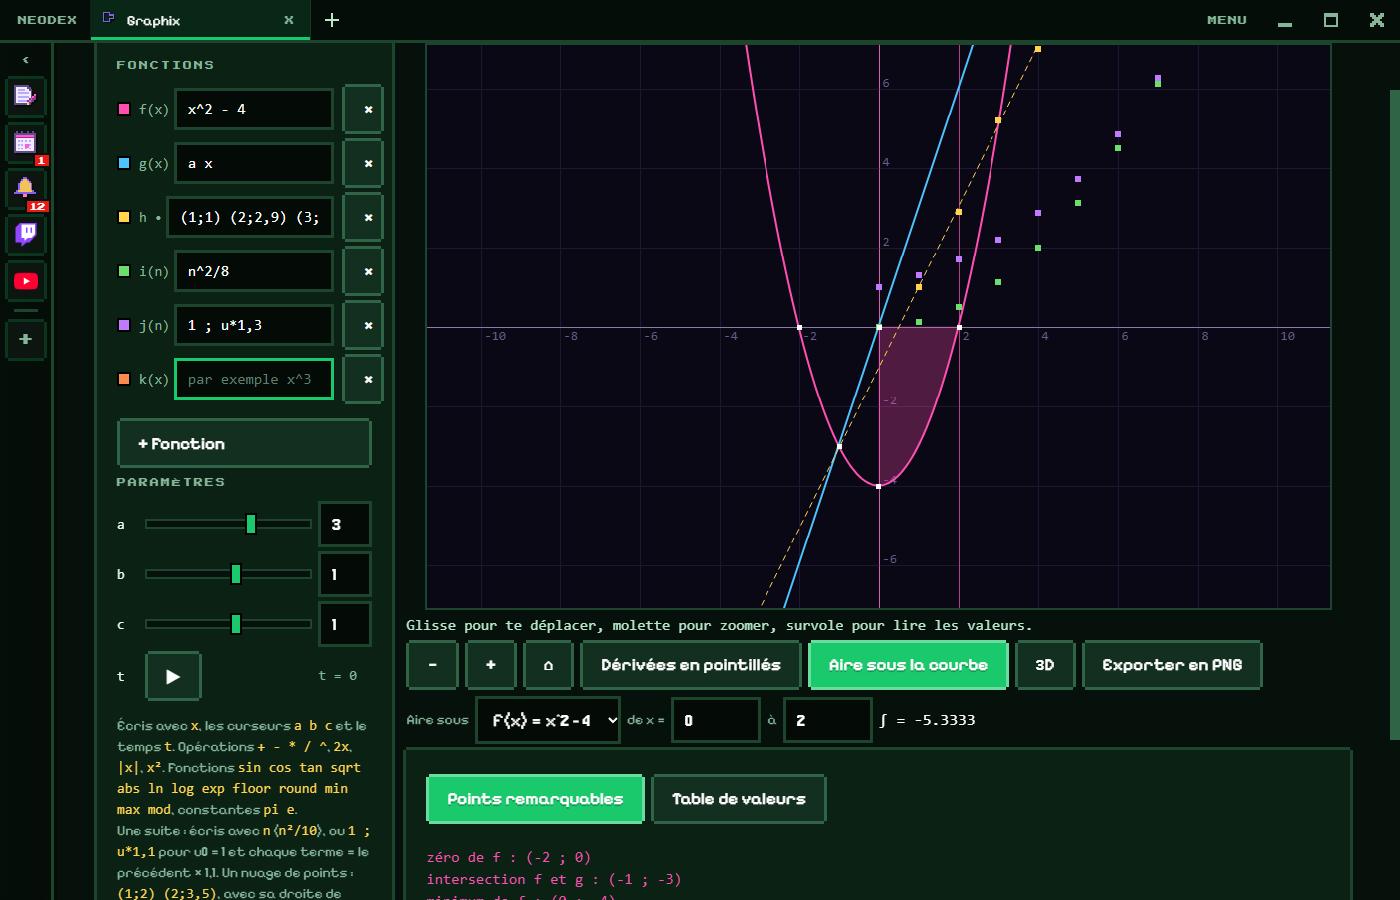 NEODEX
Graphix
MENU
FONCTIONS
f(x) x^2 - 4
g(x) a x
h • (1;1) (2;2,9) (3;
i(n) n^2/8
j(n) 1 ; u*1,3
k(x) par exemple x^3
+ Fonction
PARAMÈTRES
a 3
b 1
c 1
t t = 0
Écris avec x, les curseurs a b c et le
temps t. Opérations + - * / ^, 2x,
|x|, x². Fonctions sin cos tan sqrt
abs ln log exp floor round min
max mod, constantes pi e.
Une suite : écris avec n (n²/10), ou 1 ;
u*1,1 pour u0 = 1 et chaque terme = le
précédent × 1,1. Un nuage de points :
(1;2) (2;3,5), avec sa droite de
1
12
6
4
2
-10 -8 -6 -4 -2 2 4 6 8 10
-2
-4
-6
Glisse pour te déplacer, molette pour zoomer, survole pour lire les valeurs.
- + ⌂ Dérivées en pointillés Aire sous la courbe 3D Exporter en PNG
Aire sous f(x) = x^2 - 4 de x = 0 à 2 ∫ = -5.3333
Points remarquables Table de valeurs
zéro de f : (-2 ; 0)
intersection f et g : (-1 ; -3)
minimum de f : (0 ; -4)